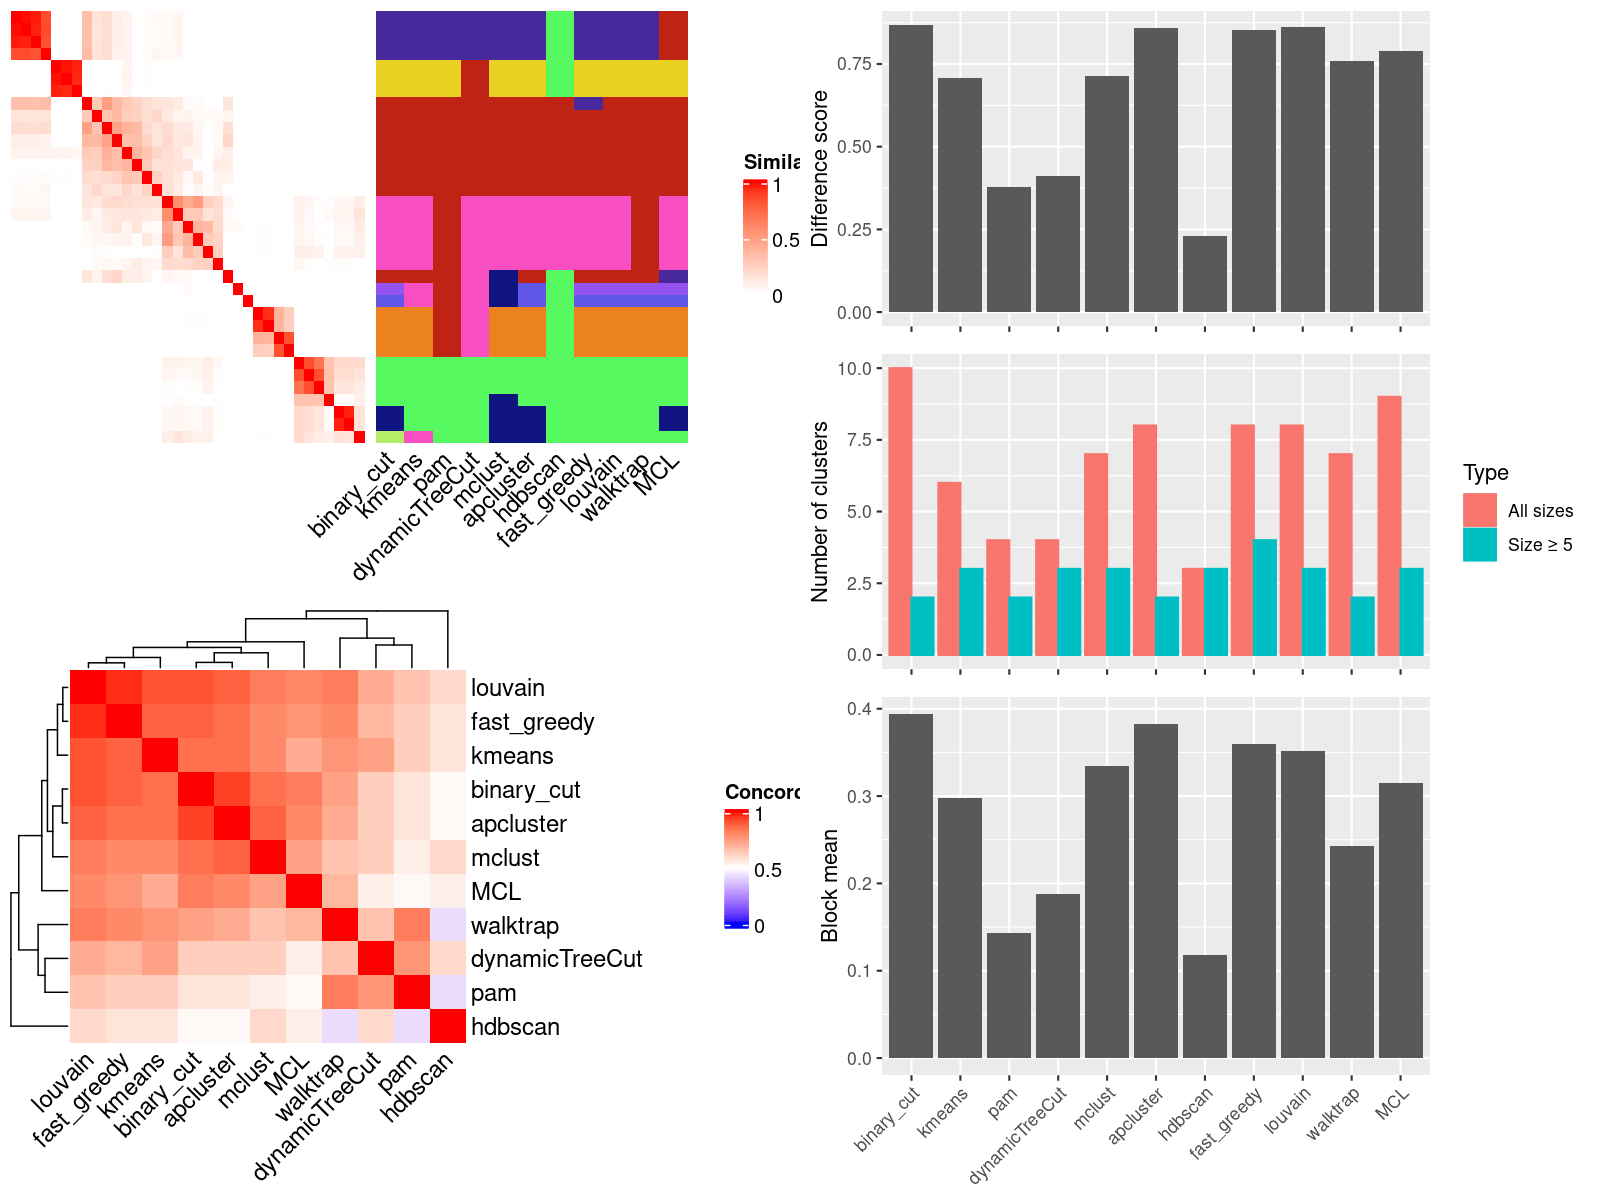 Simila
1
0.5
0
binary_cut
kmeans
pam
dynamicTreeCut
mclust
apcluster
hdbscan
fast_greedy
louvain
walktrap
MCL
louvain
fast_greedy
kmeans
binary_cut
apcluster
mclust
MCL
walktrap
dynamicTreeCut
pam
hdbscan
louvain
fast_greedy
kmeans
binary_cut
apcluster
mclust
MCL
walktrap
dynamicTreeCut
pam
hdbscan
Concord
1
0.5
0
Difference score
0.75
0.50
0.25
0.00
Number of clusters
10.0
7.5
5.0
2.5
0.0
Type
All sizes
Size ≥ 5
Block mean
0.4
0.3
0.2
0.1
0.0
binary_cut
kmeans
pam
dynamicTreeCut
mclust
apcluster
hdbscan
fast_greedy
louvain
walktrap
MCL